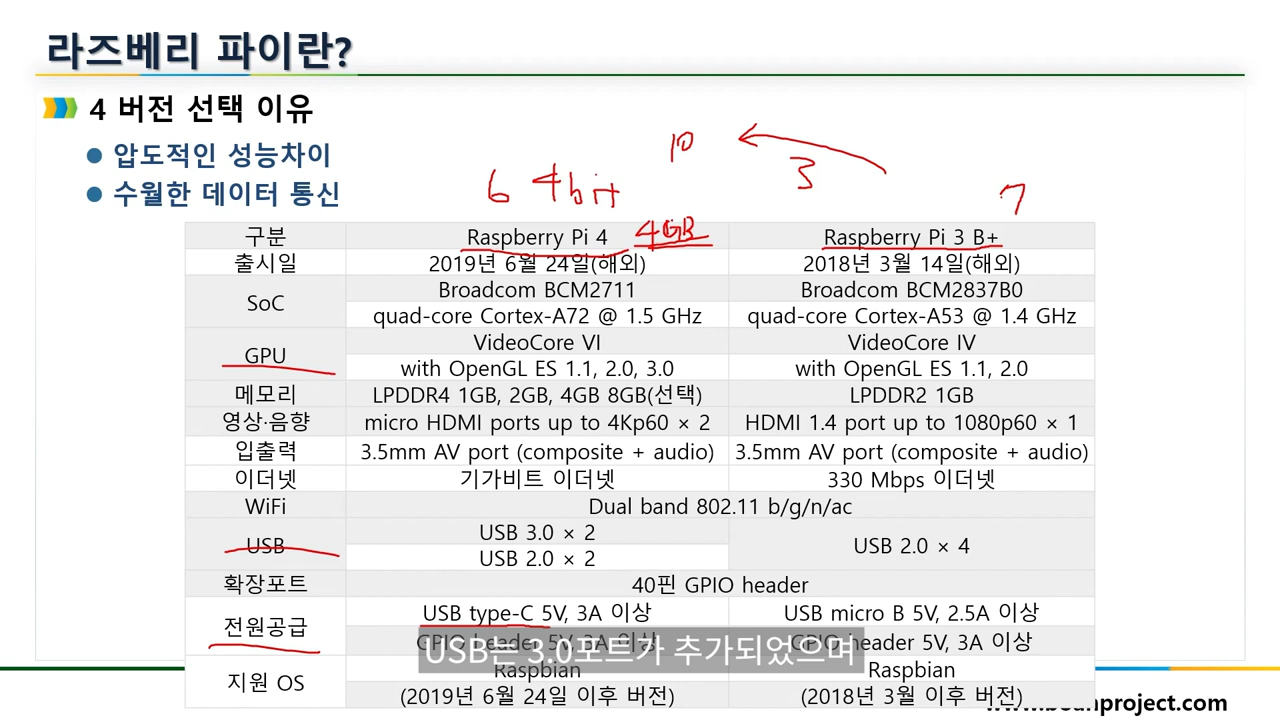 라즈베리 파이란?
4 버전 선택 이유
압도적인 성능차이
수월한 데이터 통신
10
3
64bit
7
4GB
구분 Raspberry Pi 4 Raspberry Pi 3 B+
출시일 2019년 6월 24일(해외) 2018년 3월 14일(해외)
SoC Broadcom BCM2711 Broadcom BCM2837B0
quad-core Cortex-A72 @ 1.5 GHz quad-core Cortex-A53 @ 1.4 GHz
GPU VideoCore VI VideoCore IV
with OpenGL ES 1.1, 2.0, 3.0 with OpenGL ES 1.1, 2.0
메모리 LPDDR4 1GB, 2GB, 4GB 8GB(선택) LPDDR2 1GB
영상·음향 micro HDMI ports up to 4Kp60 × 2 HDMI 1.4 port up to 1080p60 × 1
입출력 3.5mm AV port (composite + audio) 3.5mm AV port (composite + audio)
이더넷 기가비트 이더넷 330 Mbps 이더넷
WiFi Dual band 802.11 b/g/n/ac
USB USB 3.0 × 2 USB 2.0 × 4
USB 2.0 × 2
확장포트 40핀 GPIO header
전원공급 USB type-C 5V, 3A 이상 USB micro B 5V, 2.5A 이상
GPIO header 5V, 3A 이상 GPIO header 5V, 3A 이상
USB는 3.0포트가 추가되었으며
지원 OS Raspbian Raspbian
(2019년 6월 24일 이후 버전) (2018년 3월 이후 버전)